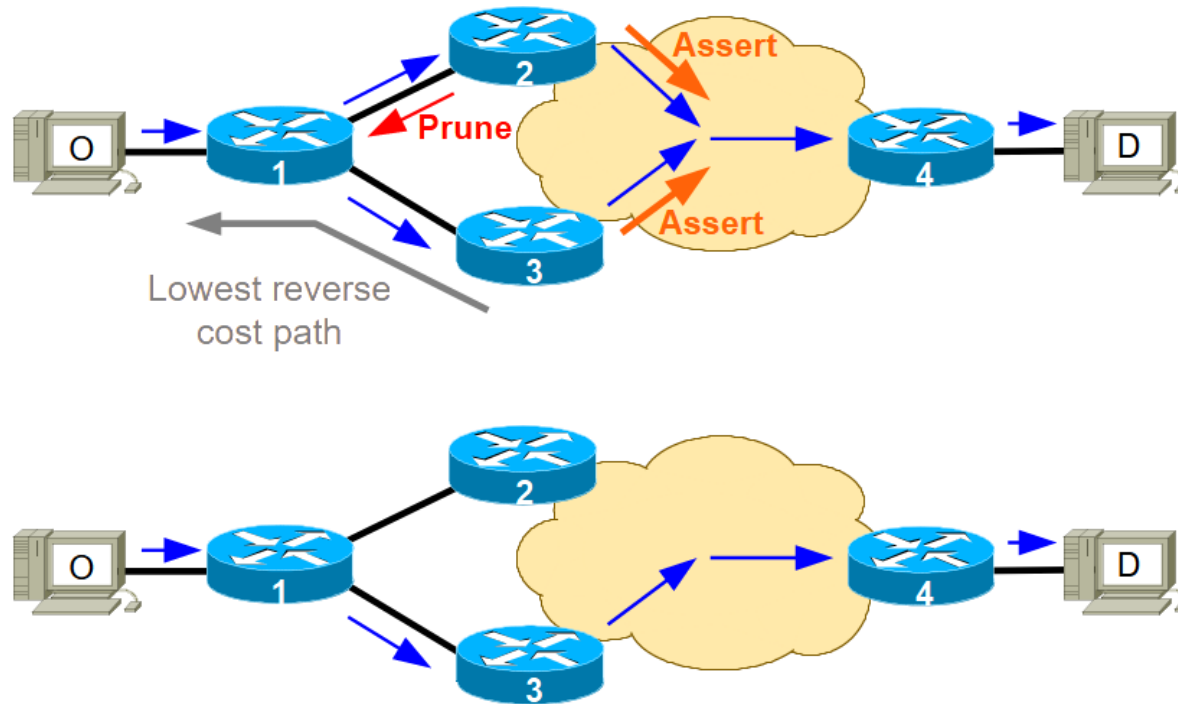 2
Assert
O
Prune
1
4
D
3
Assert
Lowest reverse
cost path
2
O
1
4
D
3